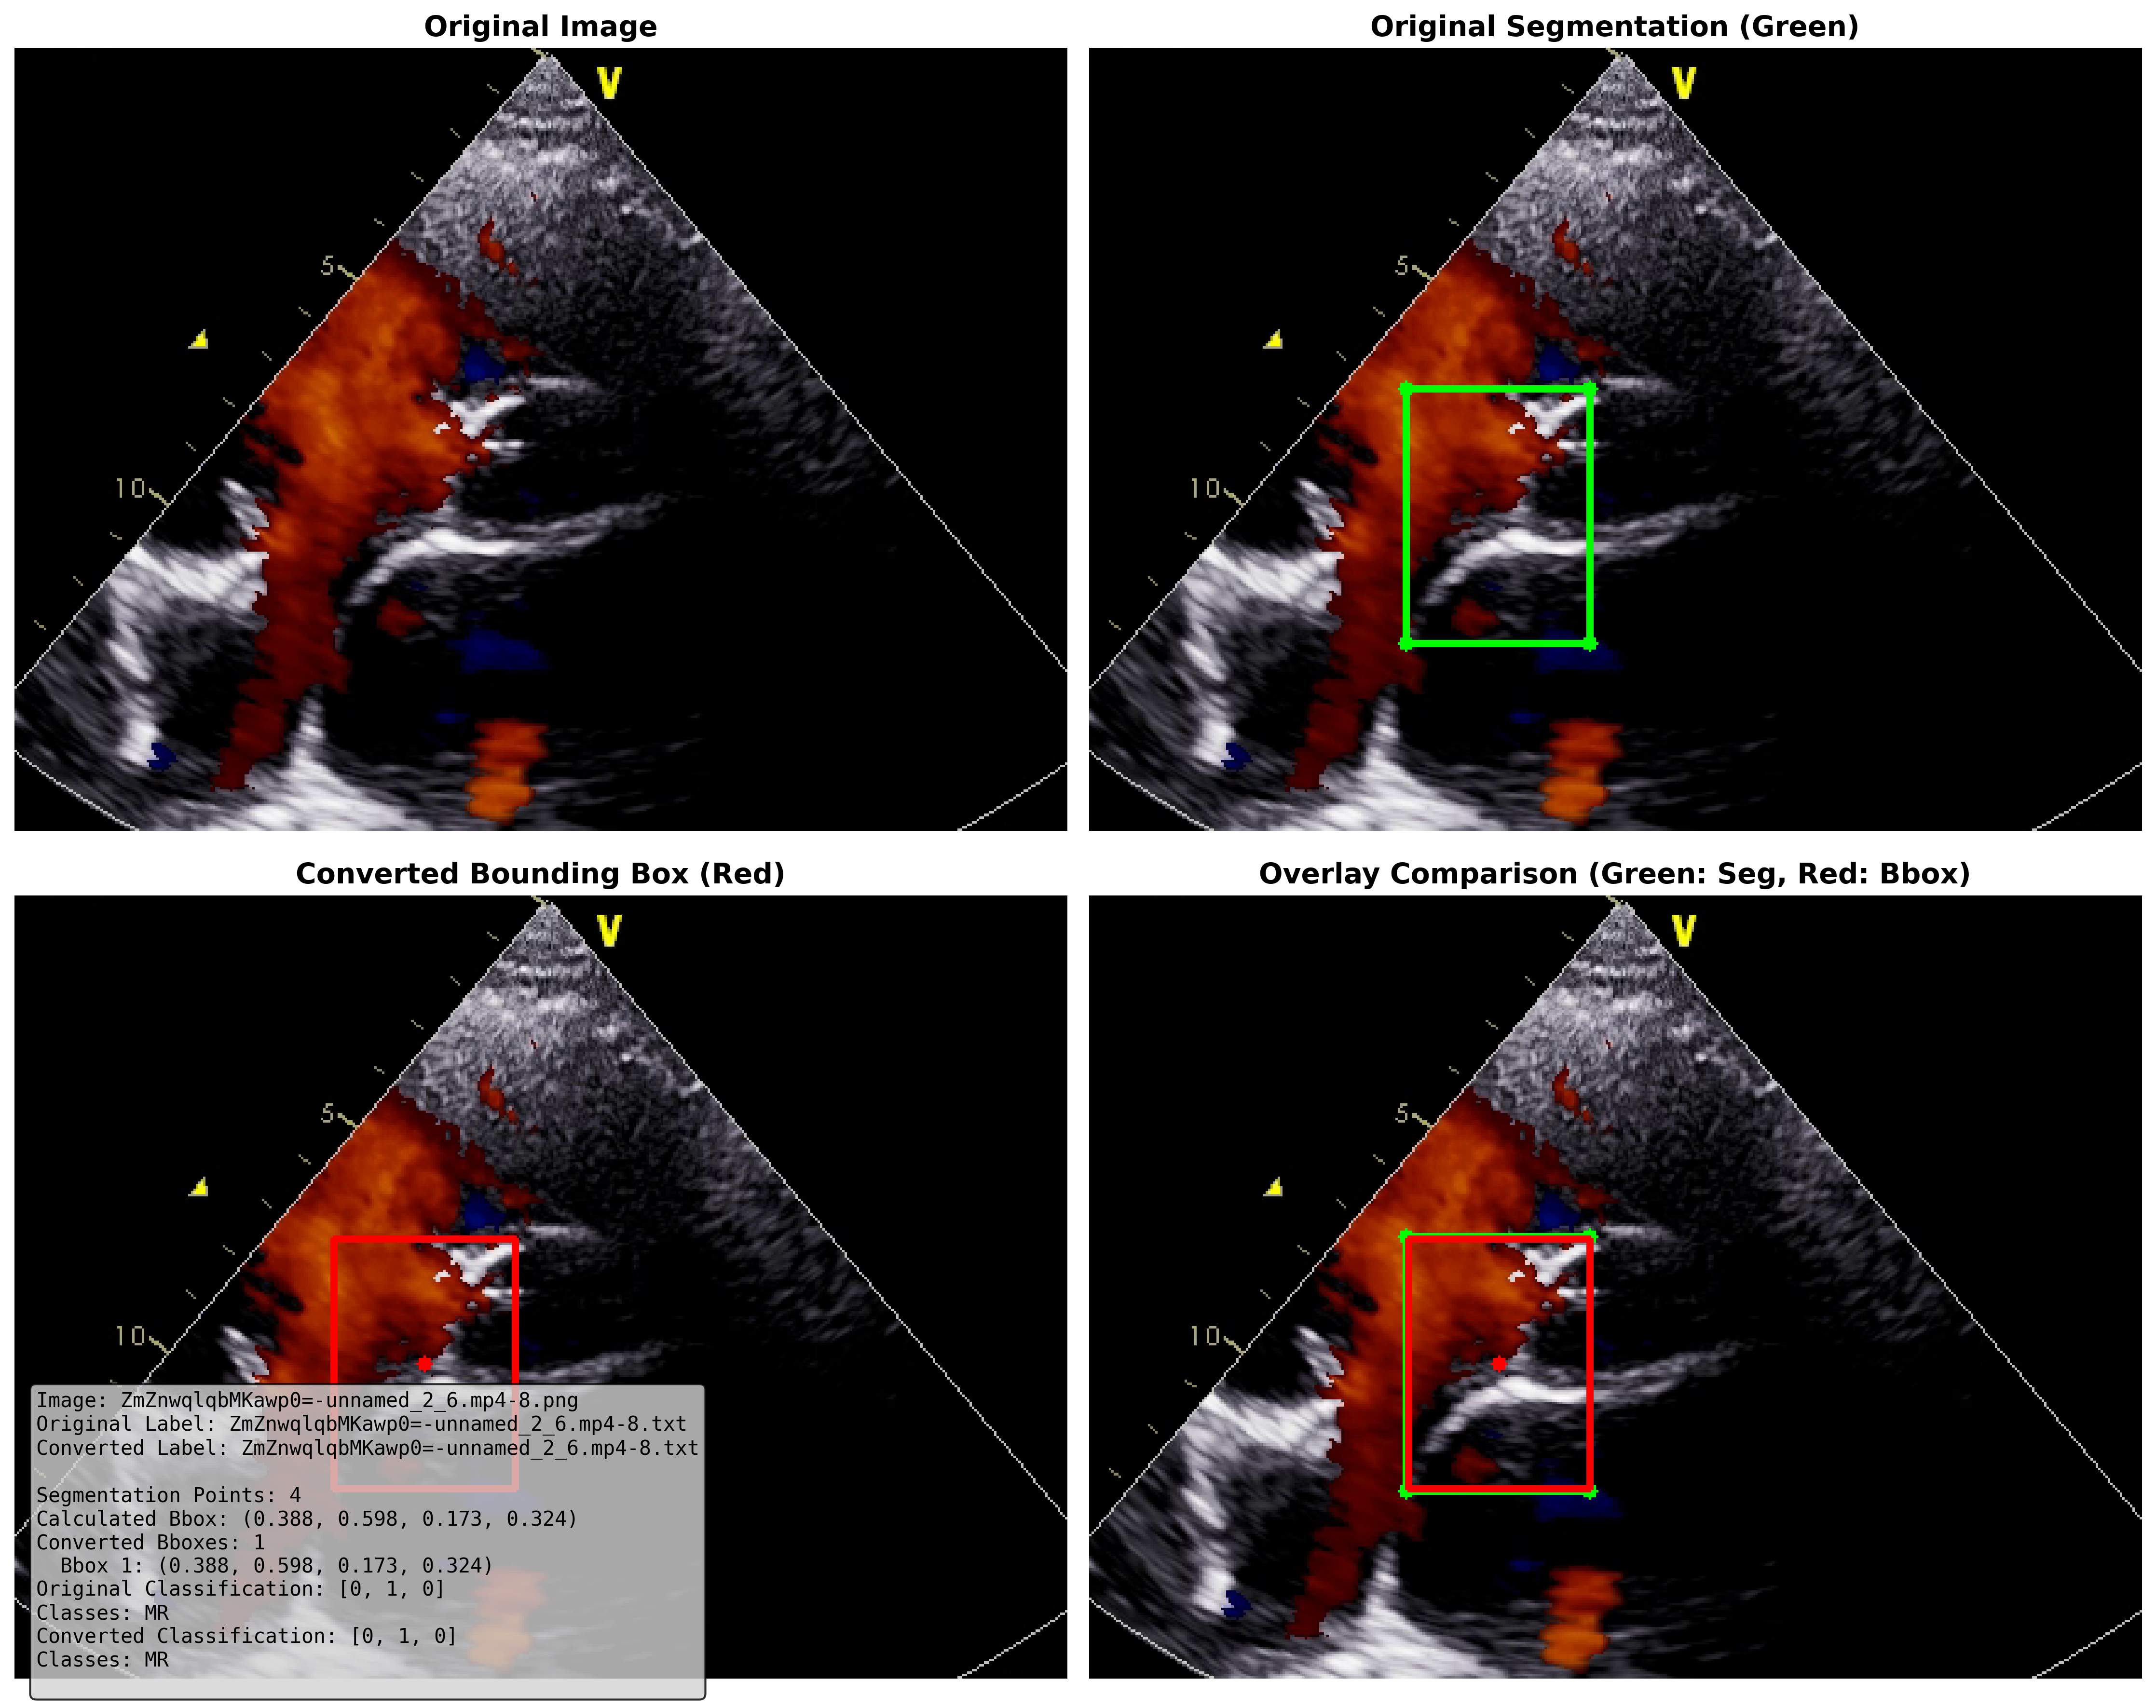 Original Image
Original Segmentation (Green)
V
5
10
V
5
10
Converted Bounding Box (Red)
Overlay Comparison (Green: Seg, Red: Bbox)
V
5
10
V
5
10
Image: ZmZnwqlqbMKawp0=-unnamed_2_6.mp4-8.png
Original Label: ZmZnwqlqbMKawp0=-unnamed_2_6.mp4-8.txt
Converted Label: ZmZnwqlqbMKawp0=-unnamed_2_6.mp4-8.txt
Segmentation Points: 4
Calculated Bbox: (0.388, 0.598, 0.173, 0.324)
Converted Bboxes: 1
Bbox 1: (0.388, 0.598, 0.173, 0.324)
Original Classification: [0, 1, 0]
Classes: MR
Converted Classification: [0, 1, 0]
Classes: MR